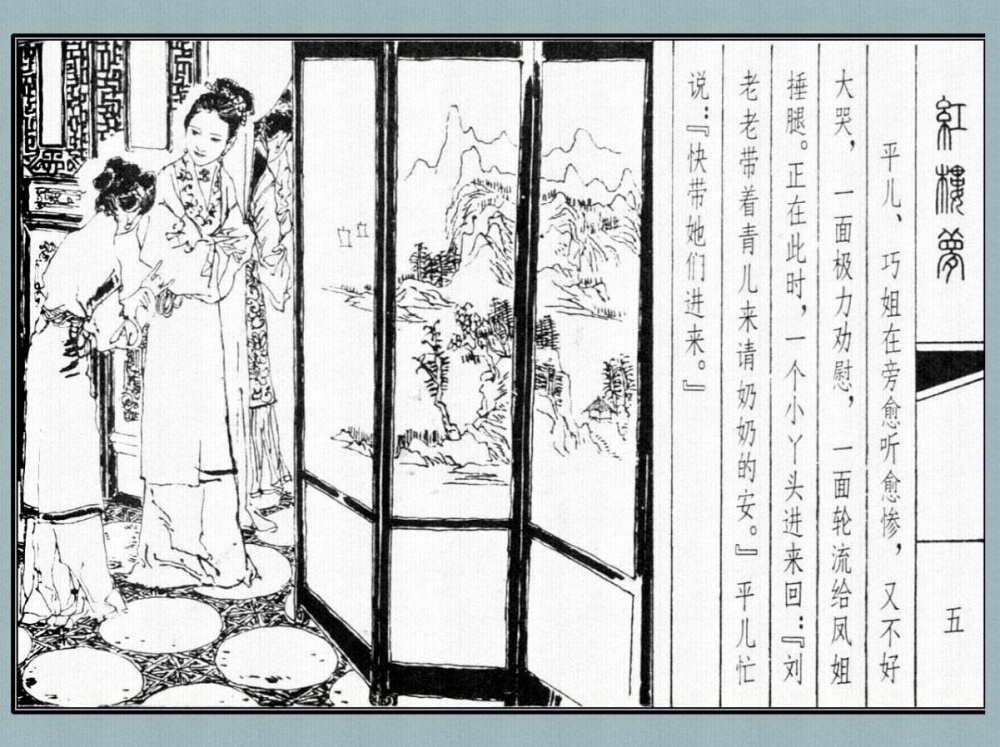 紅樓夢
五
平儿、巧姐在旁愈听愈惨，又不好
大哭，一面极力劝慰，一面轮流给凤姐
捶腿。正在此时，一个小丫头进来回：『刘
老老带着青儿来请奶奶的安。』平儿忙
说：『快带她们进来。』